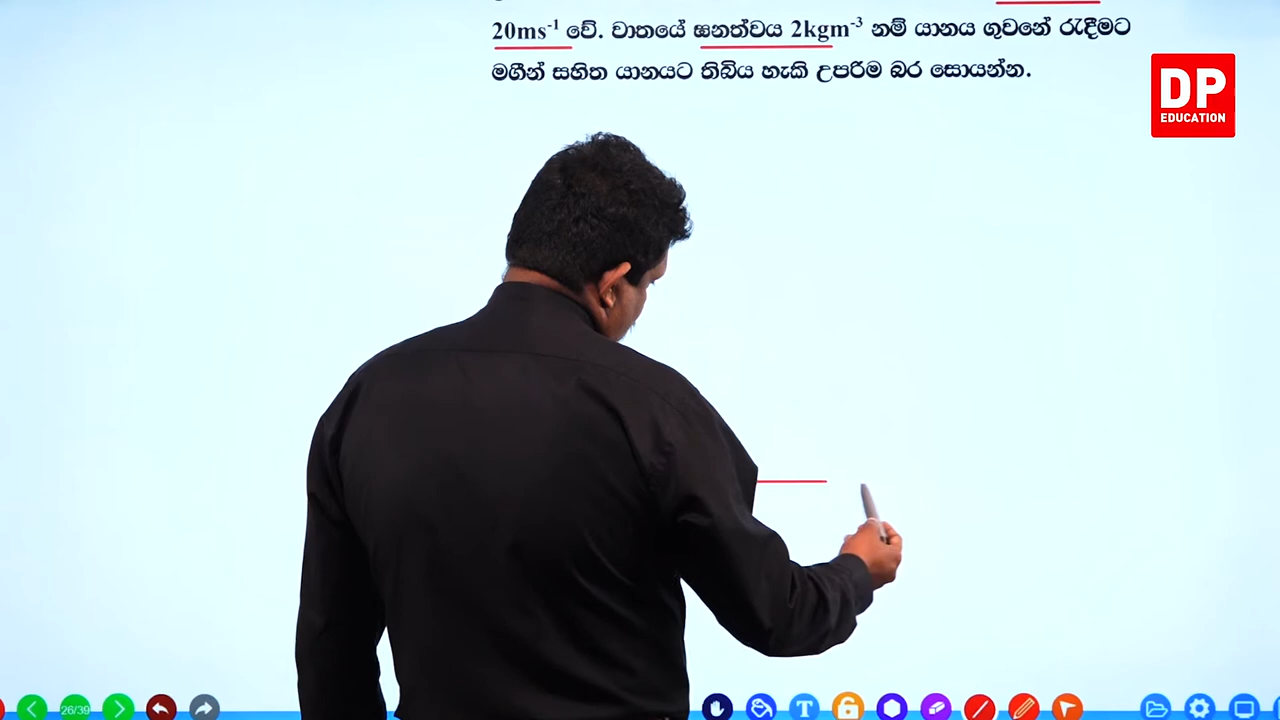 20ms⁻¹ වේ. වාතයේ ඝනත්වය 2kgm⁻³ නම් යානය ගුවනේ රැඳීමට
මගීන් සහිත යානයට තිබිය හැකි උපරිම බර සොයන්න.
DP
EDUCATION
26/39
T